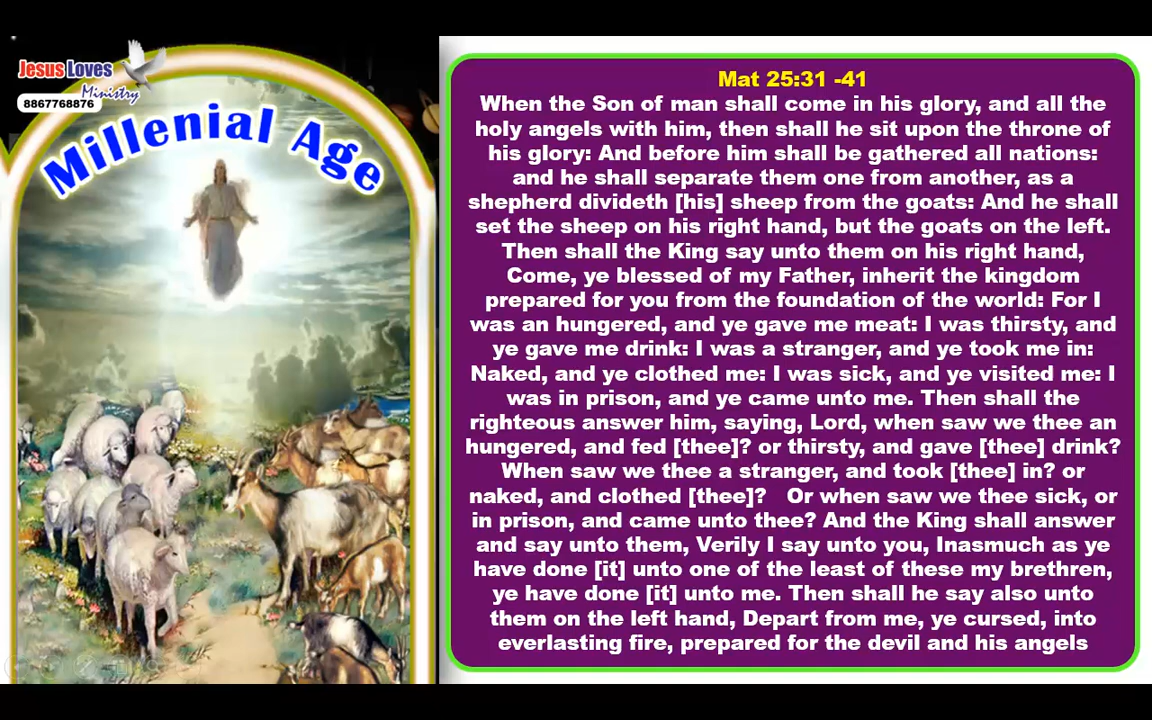 Jesus Loves
Ministry
8867768876
Millenial Age
Mat 25:31 -41
When the Son of man shall come in his glory, and all the
holy angels with him, then shall he sit upon the throne of
his glory: And before him shall be gathered all nations:
and he shall separate them one from another, as a
shepherd divideth [his] sheep from the goats: And he shall
set the sheep on his right hand, but the goats on the left.
Then shall the King say unto them on his right hand,
Come, ye blessed of my Father, inherit the kingdom
prepared for you from the foundation of the world: For I
was an hungered, and ye gave me meat: I was thirsty, and
ye gave me drink: I was a stranger, and ye took me in:
Naked, and ye clothed me: I was sick, and ye visited me: I
was in prison, and ye came unto me. Then shall the
righteous answer him, saying, Lord, when saw we thee an
hungered, and fed [thee]? or thirsty, and gave [thee] drink?
When saw we thee a stranger, and took [thee] in? or
naked, and clothed [thee]?   Or when saw we thee sick, or
in prison, and came unto thee? And the King shall answer
and say unto them, Verily I say unto you, Inasmuch as ye
have done [it] unto one of the least of these my brethren,
ye have done [it] unto me. Then shall he say also unto
them on the left hand, Depart from me, ye cursed, into
everlasting fire, prepared for the devil and his angels